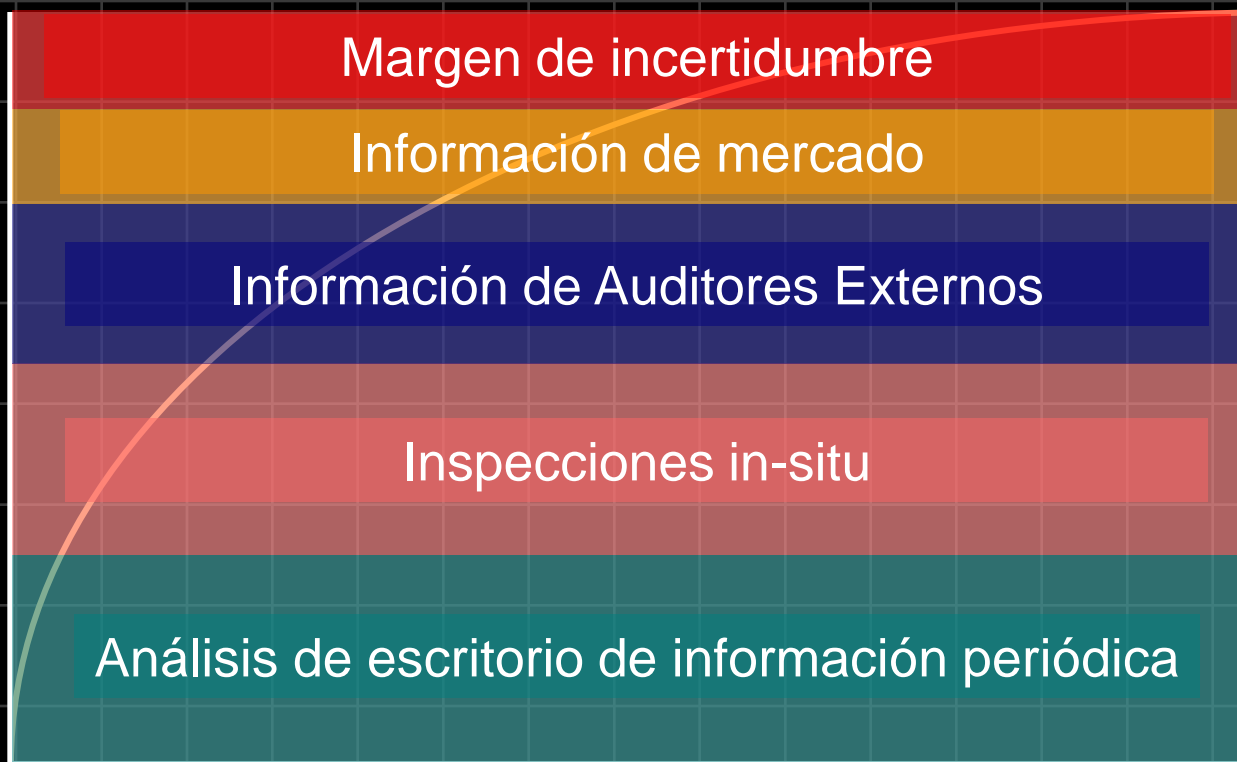 Margen de incertidumbre
Información de mercado
Información de Auditores Externos
Inspecciones in-situ
Análisis de escritorio de información periódica